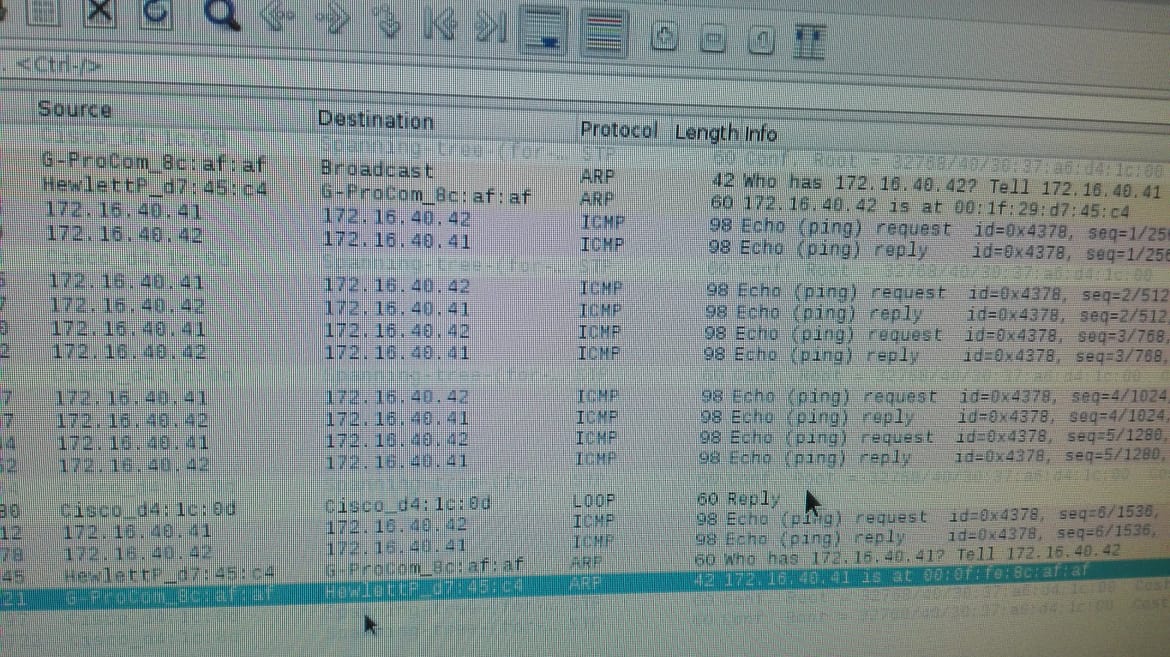 <Ctrl-/>
Source Destination Protocol Length Info
Cisco_d4:1c:0d Spanning-tree-(for-… STP 60 Conf. Root = 32768/40/30:37:a6:d4:1c:00
G-ProCom_8c:af:af Broadcast ARP 42 Who has 172.16.40.42? Tell 172.16.40.41
HewlettP_d7:45:c4 G-ProCom_8c:af:af ARP 60 172.16.40.42 is at 00:1f:29:d7:45:c4
172.16.40.41 172.16.40.42 ICMP 98 Echo (ping) request id=0x4378, seq=1/256
172.16.40.42 172.16.40.41 ICMP 98 Echo (ping) reply id=0x4378, seq=1/256
Cisco_d4:1c:0d Spanning-tree-(for-… STP 60 Conf. Root = 32768/40/30:37:a6:d4:1c:00
172.16.40.41 172.16.40.42 ICMP 98 Echo (ping) request id=0x4378, seq=2/512
7 172.16.40.42 172.16.40.41 ICMP 98 Echo (ping) reply id=0x4378, seq=2/512
172.16.40.41 172.16.40.42 ICMP 98 Echo (ping) request id=0x4378, seq=3/768,
2 172.16.40.42 172.16.40.41 ICMP 98 Echo (ping) reply id=0x4378, seq=3/768,
7 172.16.40.41 172.16.40.42 ICMP 98 Echo (ping) request id=0x4378, seq=4/1024
7 172.16.40.42 172.16.40.41 ICMP 98 Echo (ping) reply id=0x4378, seq=4/1024,
4 172.16.40.41 172.16.40.42 ICMP 98 Echo (ping) request id=0x4378, seq=5/1280,
52 172.16.40.42 172.16.40.41 ICMP 98 Echo (ping) reply id=0x4378, seq=5/1280,
Cisco_d4:1c:0d Cisco_d4:1c:0d LOOP 60 Reply
12 172.16.40.41 172.16.40.42 ICMP 98 Echo (ping) request id=0x4378, seq=6/1536,
78 172.16.40.42 172.16.40.41 ICMP 98 Echo (ping) reply id=0x4378, seq=6/1536,
45 HewlettP_d7:45:c4 G-ProCom_8c:af:af ARP 60 Who has 172.16.40.41? Tell 172.16.40.42
21 G-ProCom_8c:af:af HewlettP_d7:45:c4 ARP 42 172.16.40.41 is at 00:0f:fe:8c:af:af